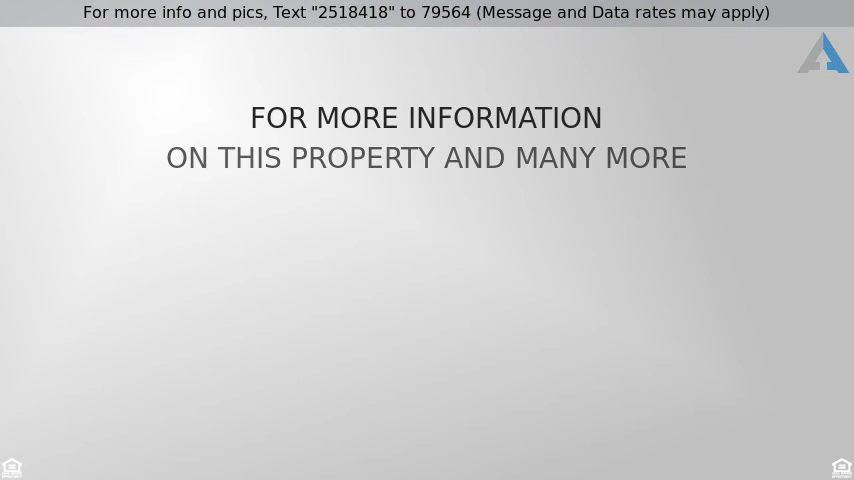 For more info and pics, Text "2518418" to 79564 (Message and Data rates may apply)
FOR MORE INFORMATION
ON THIS PROPERTY AND MANY MORE